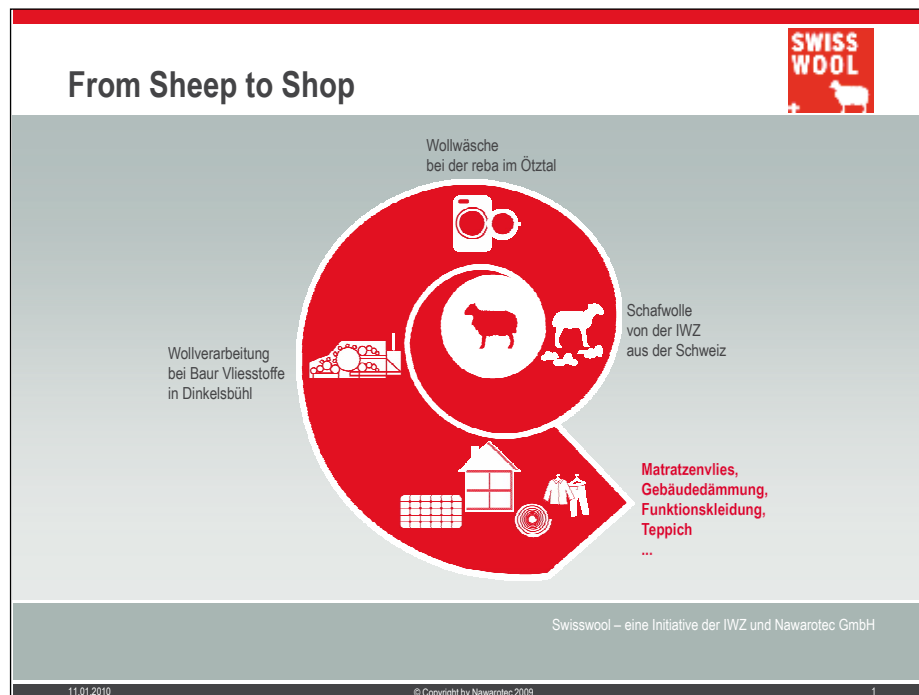 From Sheep to Shop
SWISS
WOOL
Wollwäsche
bei der reba im Ötztal
Schafwolle
von der IWZ
aus der Schweiz
Wollverarbeitung
bei Baur Vliesstoffe
in Dinkelsbühl
Matratzenvlies,
Gebäudedämmung,
Funktionskleidung,
Teppich
...
Swisswool – eine Initiative der IWZ und Nawarotec GmbH
11.01.2010
© Copyright by Nawarotec 2009
1